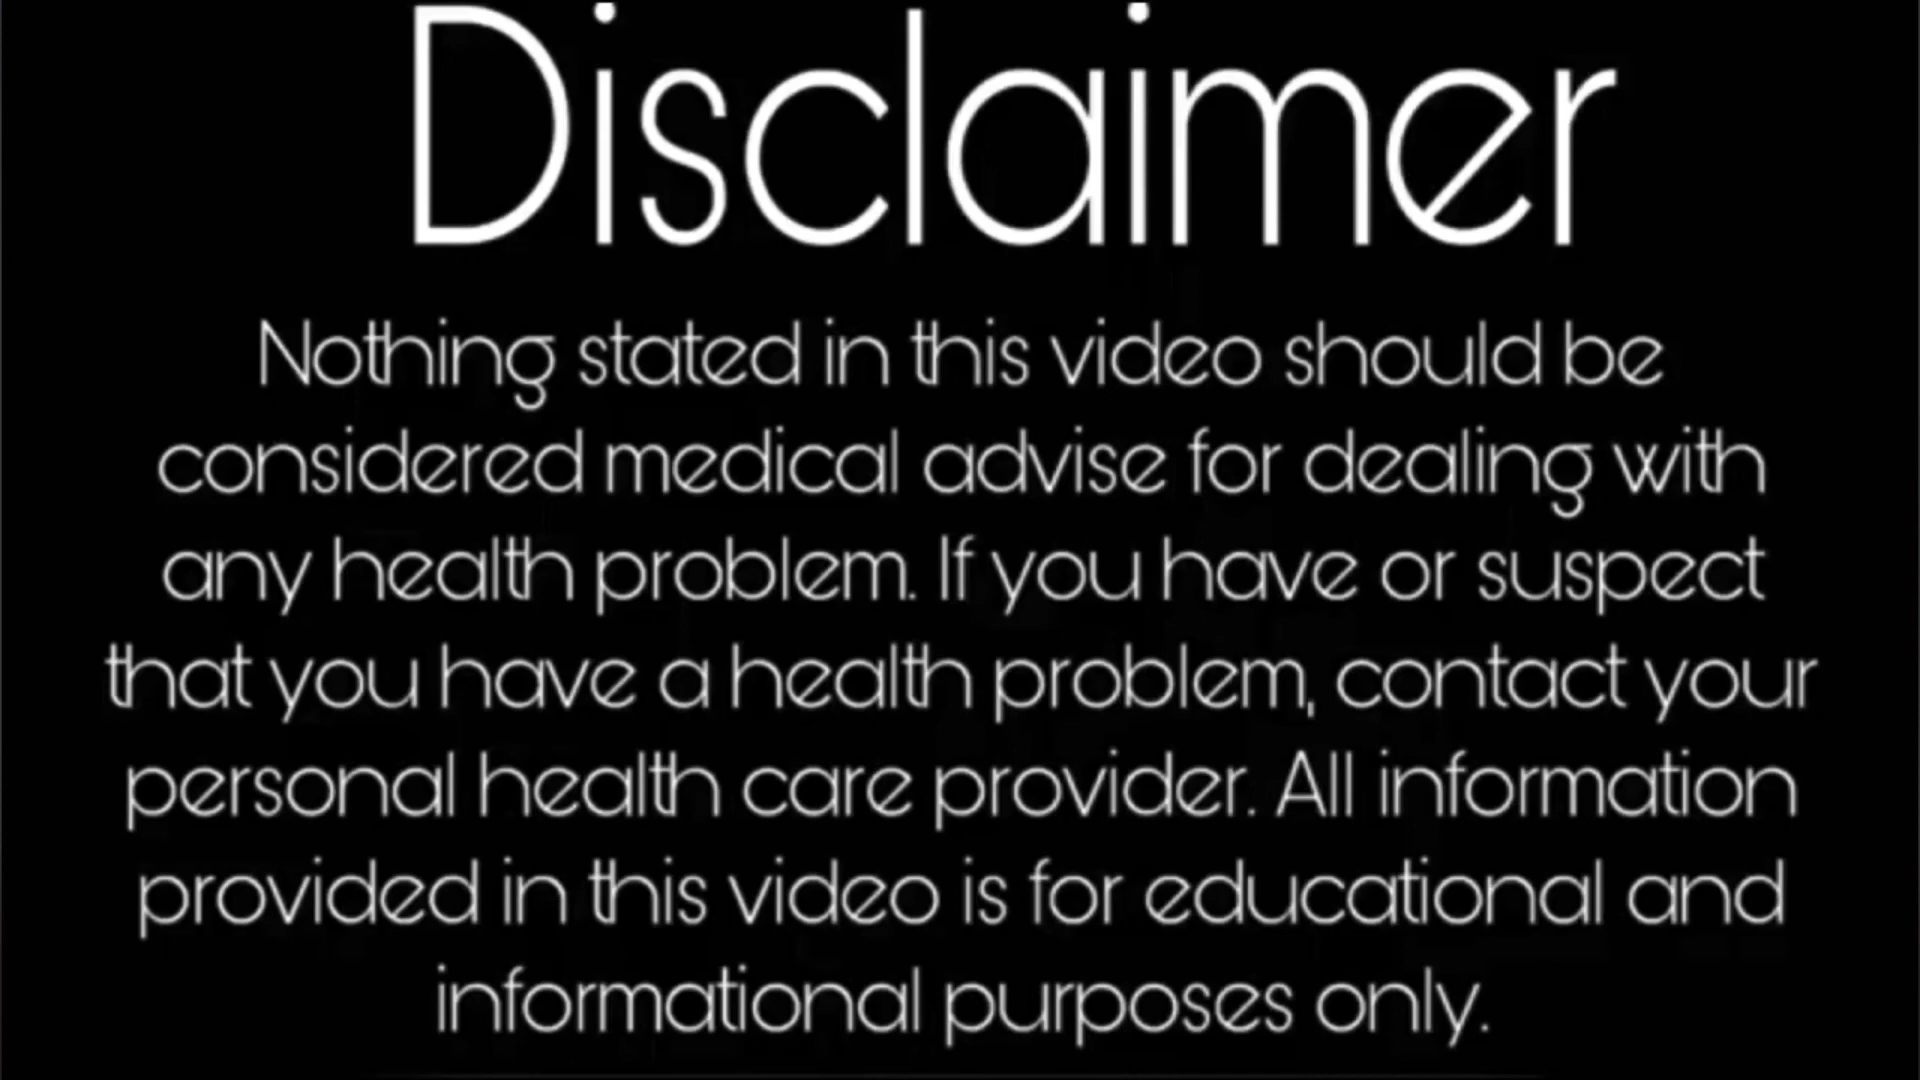 Disclaimer
Nothing stated in this video should be
considered medical advise for dealing with
any health problem. If you have or suspect
that you have a health problem, contact your
personal health care provider. All information
provided in this video is for educational and
informational purposes only.